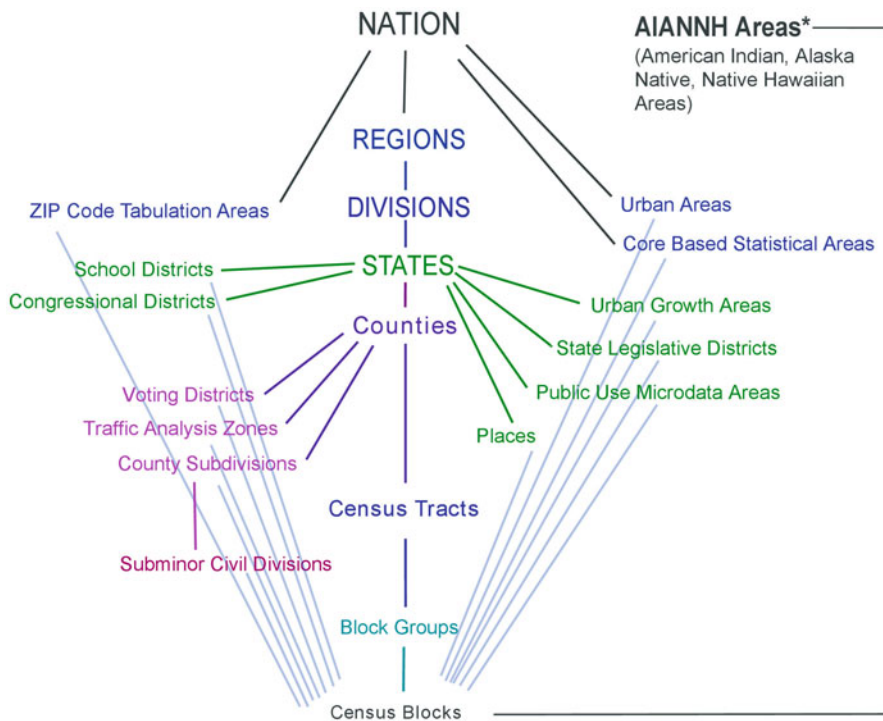 NATION
AIANNH Areas*
(American Indian, Alaska
Native, Native Hawaiian
Areas)
REGIONS
ZIP Code Tabulation Areas
DIVISIONS
Urban Areas
Core Based Statistical Areas
School Districts
STATES
Congressional Districts
Urban Growth Areas
Counties
State Legislative Districts
Voting Districts
Public Use Microdata Areas
Traffic Analysis Zones
Places
County Subdivisions
Census Tracts
Subminor Civil Divisions
Block Groups
Census Blocks